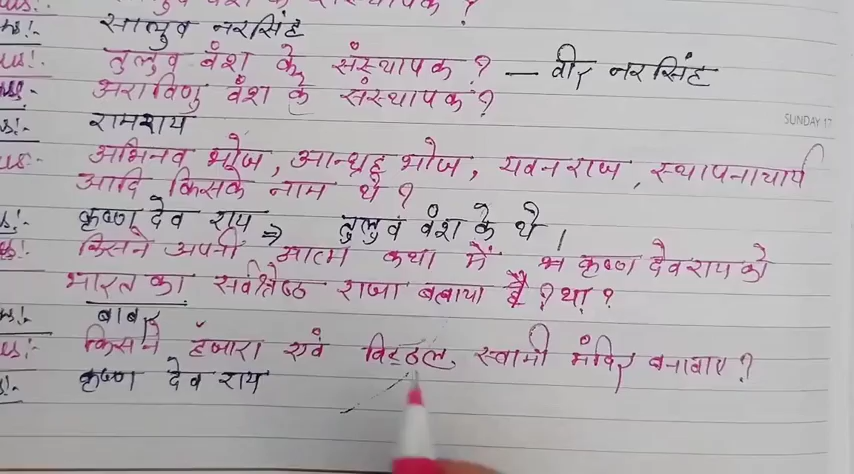 सालुव नरसिंह
तुलुव वंश के संस्थापक ? — वीर नरसिंह
अराविणु वंश के संस्थापक ?
SUNDAY 17
रामराय
अभिनव भोज, आन्ध्र भोज, यवनराज, स्थापनाचार्य
आदि किसके नाम थे ?
कृष्ण देव राय ⇒ तुलुव वंश के थे।
किसने अपनी आत्म कथा में कृष्ण देवराय को
भारत का सर्वश्रेष्ठ राजा बताया है ? था ?
बाबर
किसने हजारा एवं विट्ठल स्वामी मंदिर बनवाए ?
कृष्ण देव राय